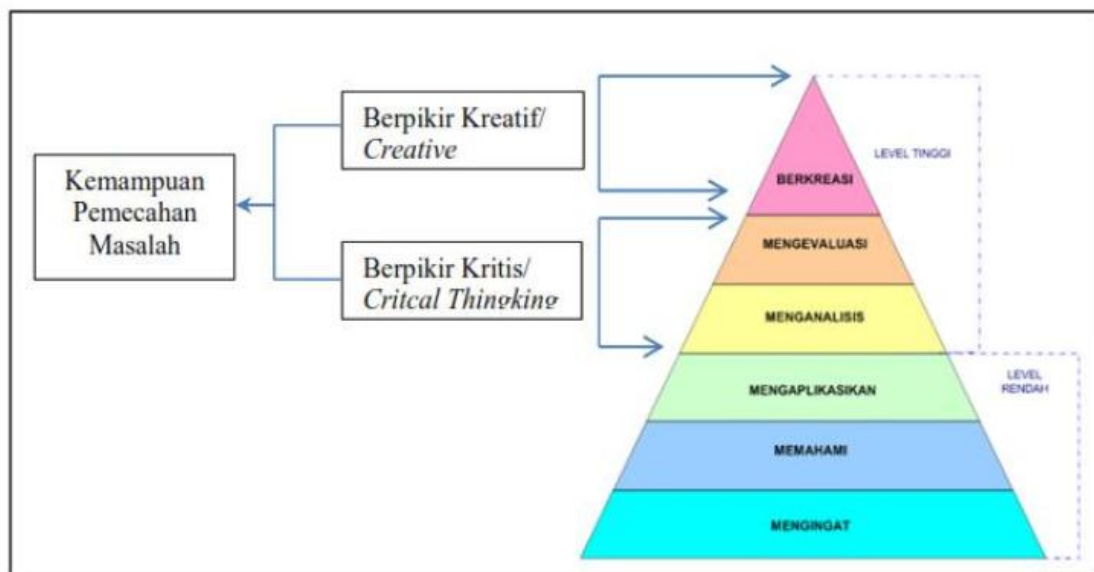 Kemampuan
Pemecahan
Masalah
Berpikir Kreatif/
Creative
Berpikir Kritis/
Critcal Thingking
LEVEL TINGGI
BERKREASI
MENGEVALUASI
MENGANALISIS
LEVEL
RENDAH
MENGAPLIKASIKAN
MEMAHAMI
MENGINGAT